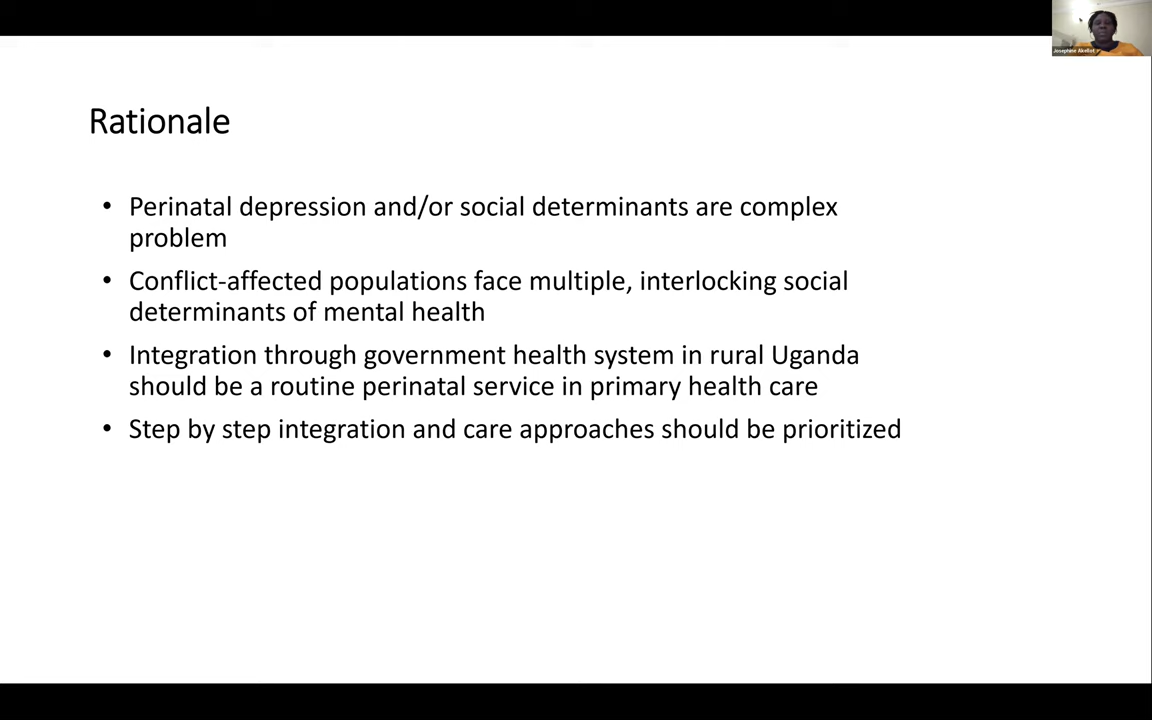 Josephine Akellot
Rationale
• Perinatal depression and/or social determinants are complex
problem
• Conflict-affected populations face multiple, interlocking social
determinants of mental health
• Integration through government health system in rural Uganda
should be a routine perinatal service in primary health care
• Step by step integration and care approaches should be prioritized